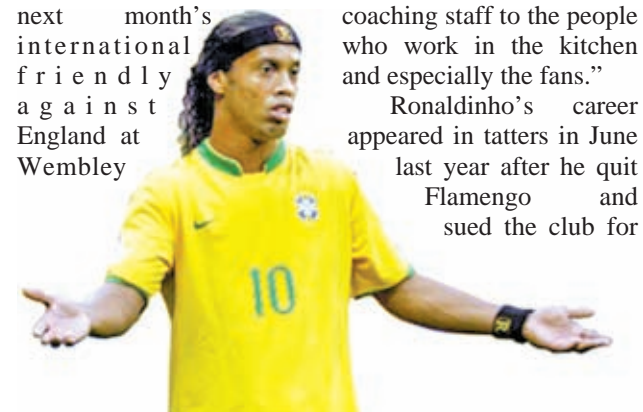 next month's
international
friendly
against
England at
Wembley
coaching staff to the people
who work in the kitchen
and especially the fans.”
Ronaldinho’s career
appeared in tatters in June
last year after he quit
Flamengo and
sued the club for
10
R